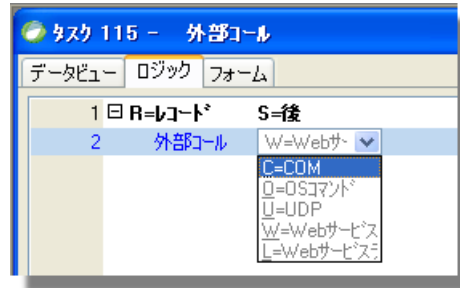 タスク 115 - 外部コール
データビュー ロジック フォーム
1 R=レコード S=後
2 外部コール W=Webサ
C=COM
O=OSコマンド
U=UDP
W=Webサービス
L=Webサービス